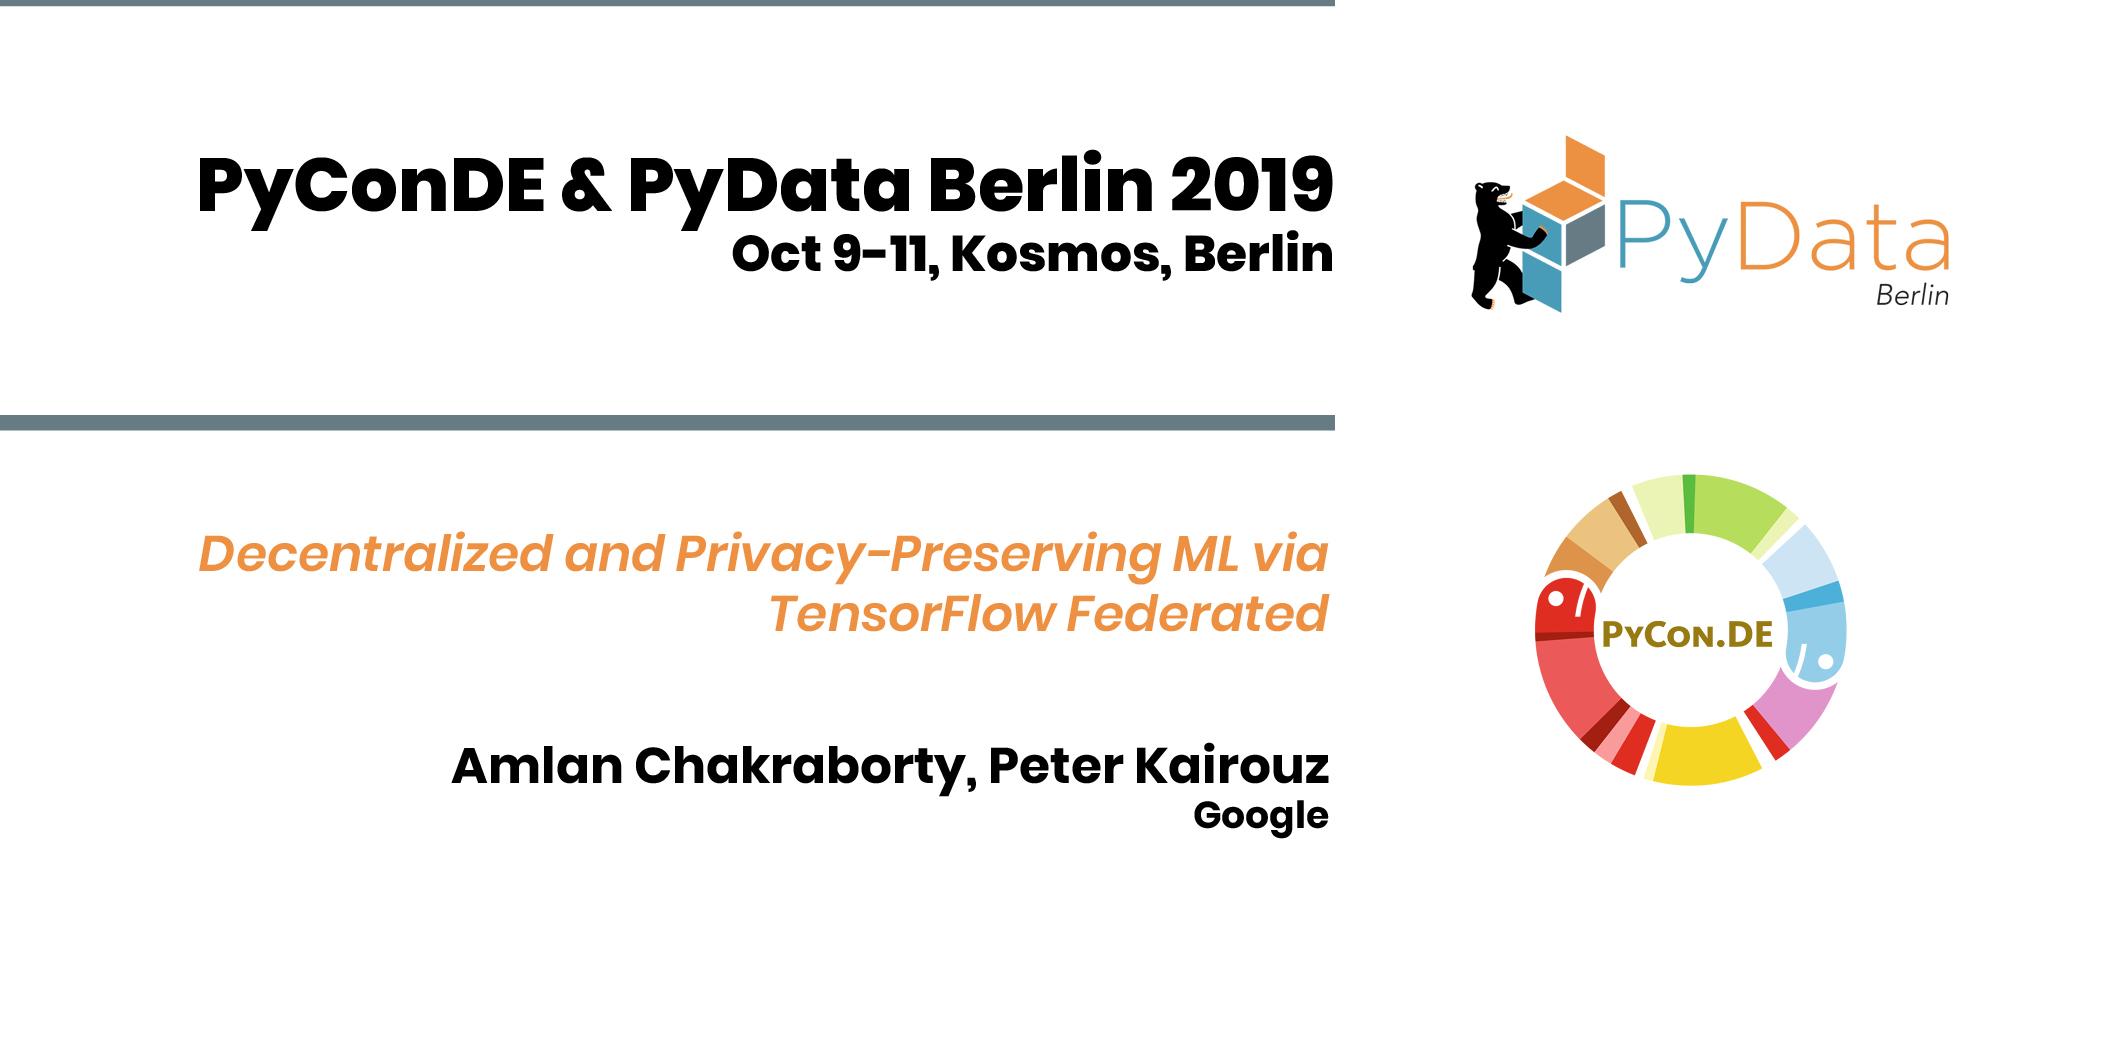 PyConDE & PyData Berlin 2019
Oct 9-11, Kosmos, Berlin
PyData
Berlin
Decentralized and Privacy-Preserving ML via
TensorFlow Federated
PyCon.DE
Amlan Chakraborty, Peter Kairouz
Google